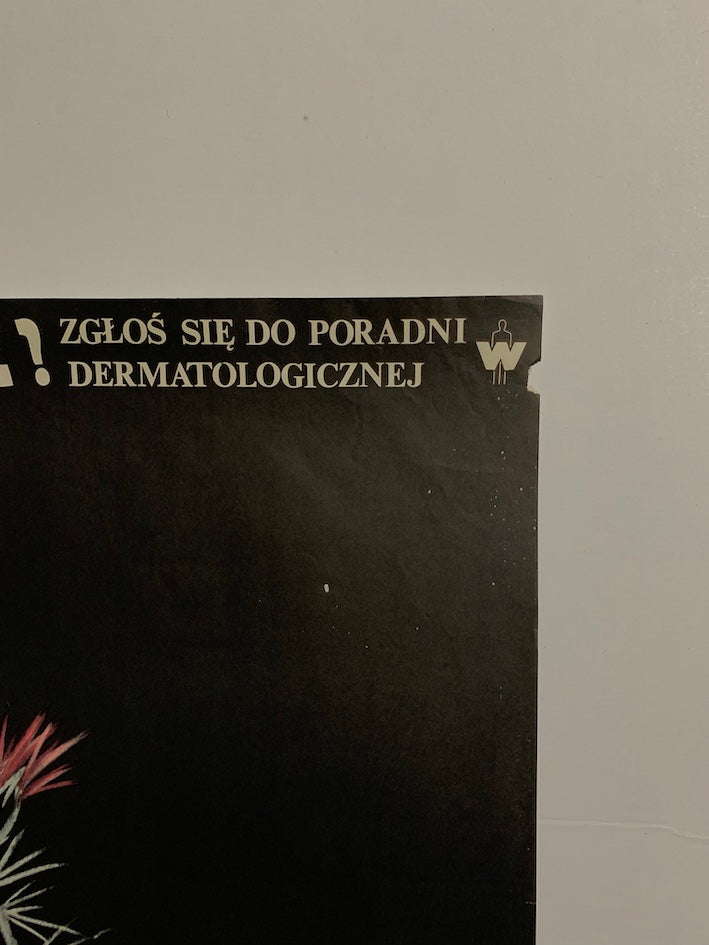 ! ZGŁOŚ SIĘ DO PORADNI
DERMATOLOGICZNEJ
W